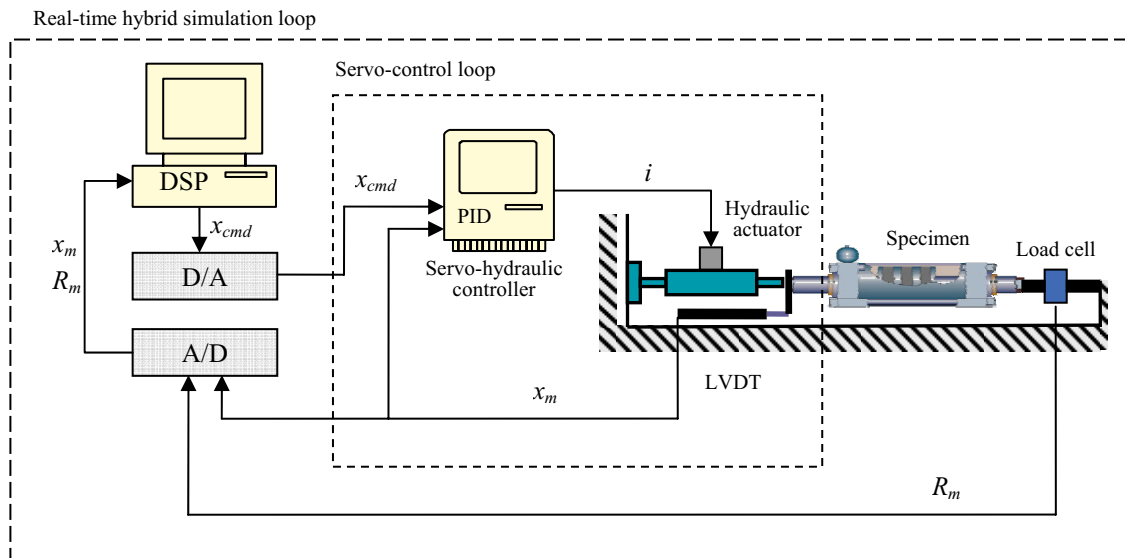 Real-time hybrid simulation loop
Servo-control loop
DSP
x_cmd
x_m
R_m
D/A
A/D
x_cmd
PID
Servo-hydraulic
controller
i
Hydraulic
actuator
Specimen
Load cell
LVDT
x_m
R_m